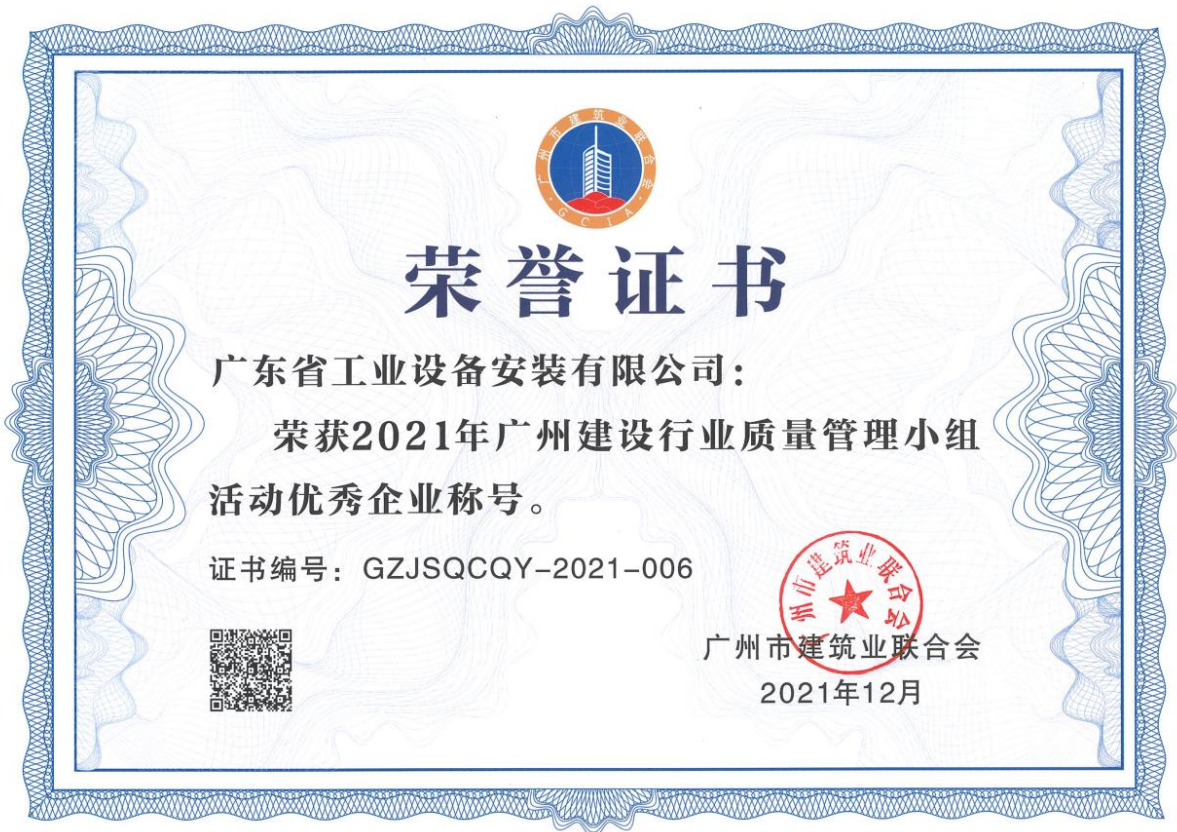 广州市建筑业联合会
GCIA
荣誉证书
广东省工业设备安装有限公司：
荣获2021年广州建设行业质量管理小组
活动优秀企业称号。
证书编号：GZJSQCQY-2021-006
广州市建筑业联合会
广州市建筑业联合会
2021年12月